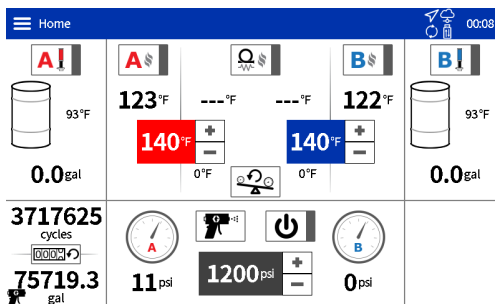 Home 00:08
A A B B
123°F ---°F ---°F 122°F
93°F 93°F
140°F + - 140°F + -
0.0gal 0°F 0°F 0.0gal
3717625
cycles
A B
000
75719.3
gal
11psi 1200psi + - 0psi